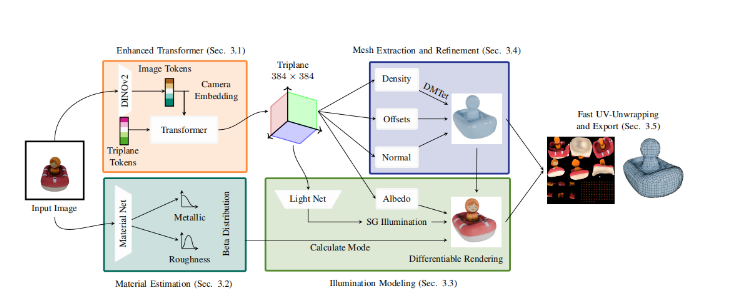 Enhanced Transformer (Sec. 3.1)
Image Tokens
DINOv2
Camera
Embedding)
Transformer
Triplane
Tokens
Triplane
384 × 384
Mesh Extraction and Refinement (Sec. 3.4)
Density
DMTet
Offsets
Normal
Fast UV-Unwrapping
and Export (Sec. 3.5)
Input Image
Material Net
Metallic
Roughness
Beta Distribution
Material Estimation (Sec. 3.2)
Light Net
Albedo
SG Illumination
Calculate Mode
Differentiable Rendering
Illumination Modeling (Sec. 3.3)